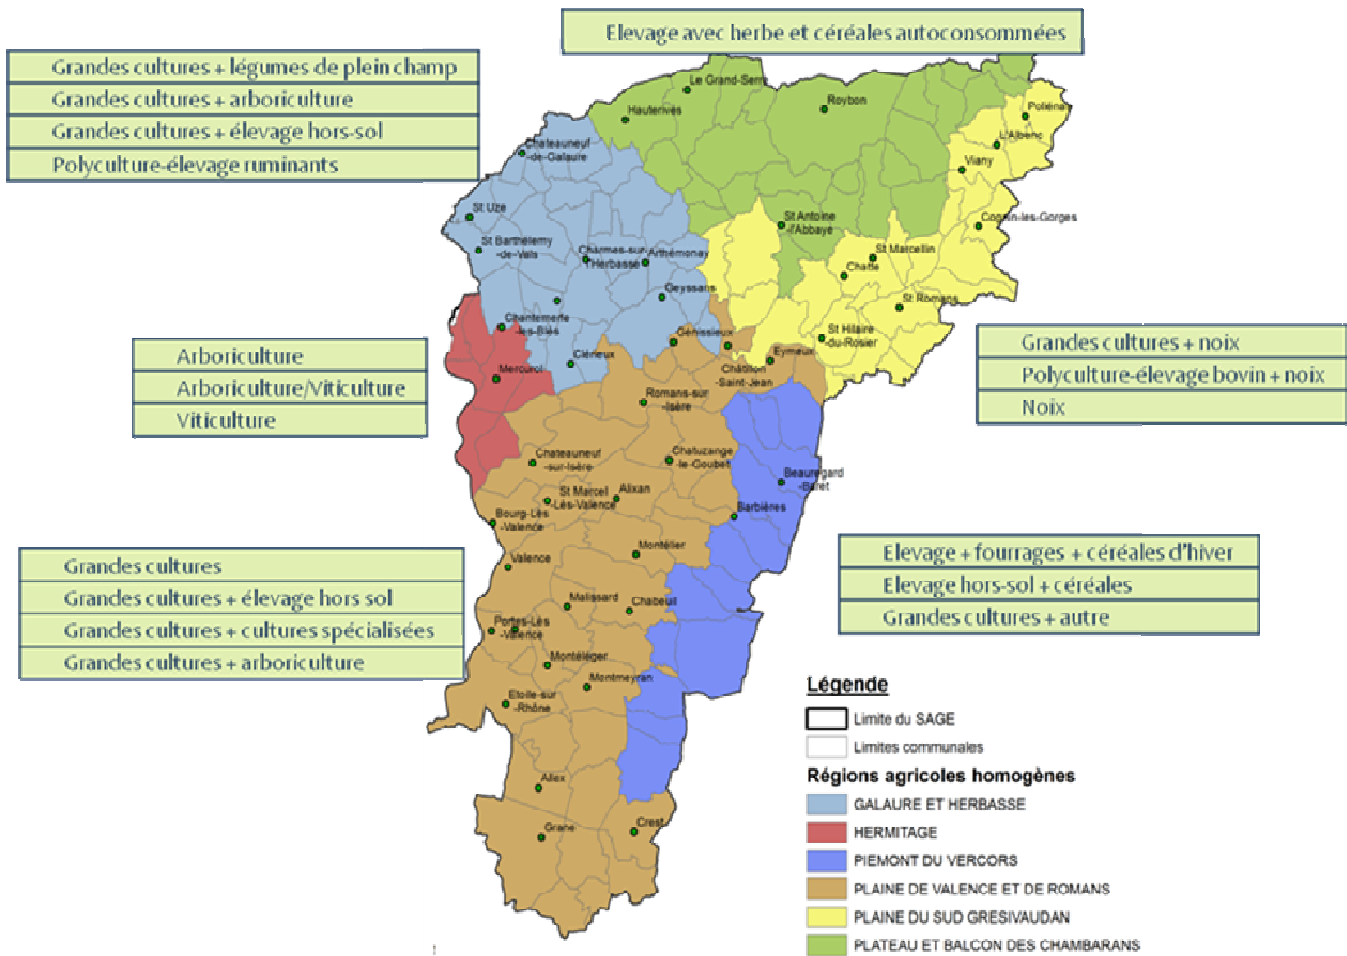 Elevage avec herbe et céréales autoconsommées
Grandes cultures + légumes de plein champ
Grandes cultures + arboriculture
Grandes cultures + élevage hors-sol
Polyculture-élevage ruminants
Le Grand-Serre
Hauterives
Roybon
Poliénas
L'Albenc
Vinay
Chateauneuf
-de-Galaure
St Uze
St Barthélemy
-de-Vals
Charmes-sur-
l'Herbasse
Arthémonay
St Antoine
-l'Abbaye
Cognin-les-Gorges
St Marcellin
Chatte
Geyssans
St Romans
Chantemerle
-les-Blés
Génissieux
St Hilaire
-du-Rosier
Clérieux
Eymeux
Châtillon
-Saint-Jean
Mercurol
Romans-sur
-Isère
Arboriculture
Arboriculture/Viticulture
Viticulture
Grandes cultures + noix
Polyculture-élevage bovin + noix
Noix
Chateauneuf
-sur-Isère
Chatuzange
-le-Goubet
Beauregard
-Baret
St Marcel
-Lès-Valence
Alixan
Barbières
Bourg-Lès
-Valence
Montélier
Valence
Malissard
Chabeuil
Portes-Lès
-Valence
Montéléger
Montmeyran
Etoile-sur
-Rhône
Allex
Grane
Crest
Grandes cultures
Grandes cultures + élevage hors sol
Grandes cultures + cultures spécialisées
Grandes cultures + arboriculture
Elevage + fourrages + céréales d'hiver
Elevage hors-sol + céréales
Grandes cultures + autre
Légende
Limite du SAGE
Limites communales
Régions agricoles homogènes
GALAURE ET HERBASSE
HERMITAGE
PIEMONT DU VERCORS
PLAINE DE VALENCE ET DE ROMANS
PLAINE DU SUD GRESIVAUDAN
PLATEAU ET BALCON DES CHAMBARANS